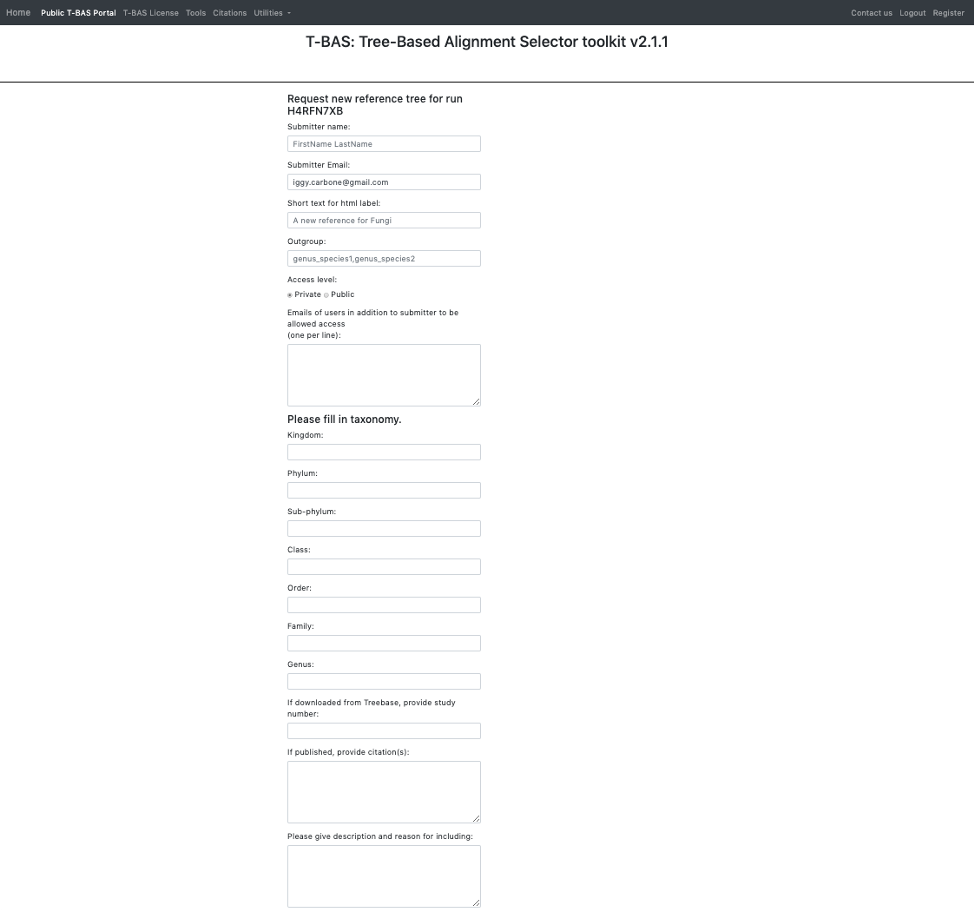 Home Public T-BAS Portal T-BAS License Tools Citations Utilities Contact us Logout Register
T-BAS: Tree-Based Alignment Selector toolkit v2.1.1
Request new reference tree for run
H4RFN7XB
Submitter name:
FirstName LastName
Submitter Email:
iggy.carbone@gmail.com
Short text for html label:
A new reference for Fungi
Outgroup:
genus_species1,genus_species2
Access level:
Private Public
Emails of users in addition to submitter to be
allowed access
(one per line):
Please fill in taxonomy.
Kingdom:
Phylum:
Sub-phylum:
Class:
Order:
Family:
Genus:
If downloaded from Treebase, provide study
number:
If published, provide citation(s):
Please give description and reason for including: